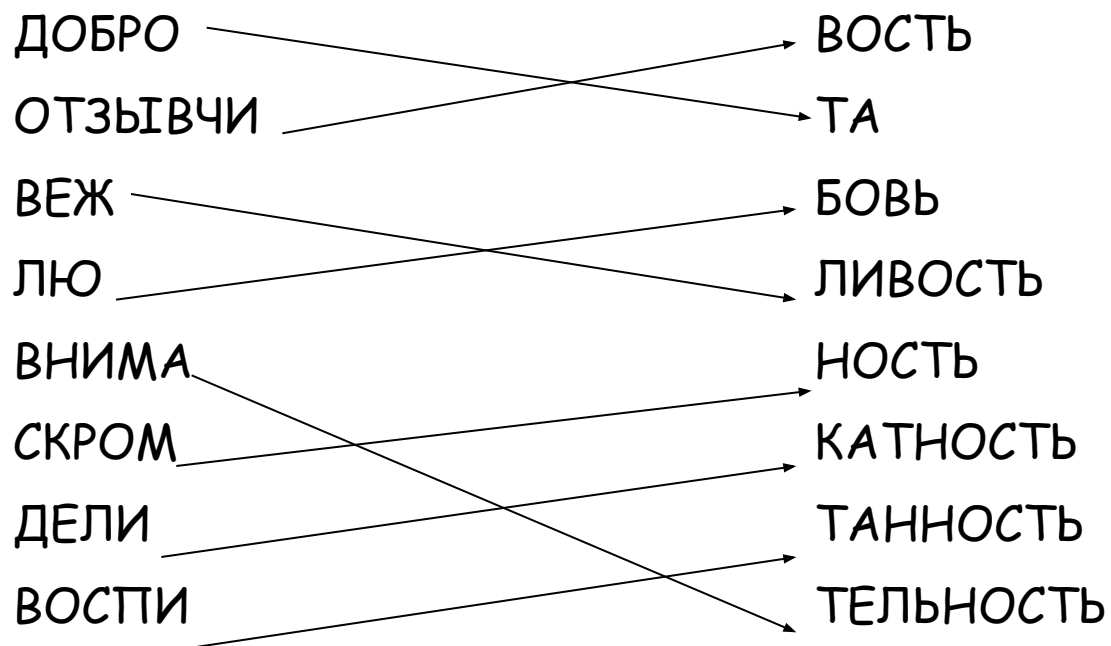 ДОБРО ВОСТЬ
ОТЗЫВЧИ ТА
ВЕЖ БОВЬ
ЛЮ ЛИВОСТЬ
ВНИМА НОСТЬ
СКРОМ КАТНОСТЬ
ДЕЛИ ТАННОСТЬ
ВОСПИ ТЕЛЬНОСТЬ